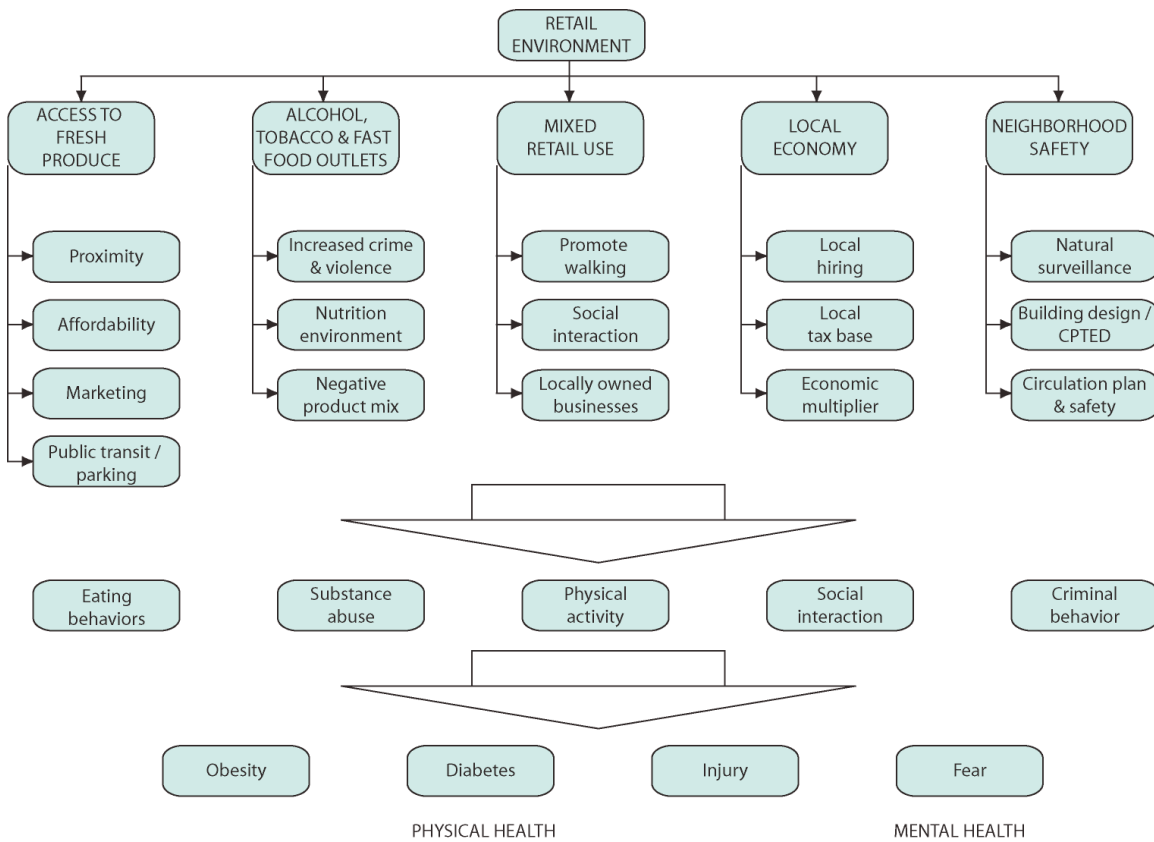 RETAIL
ENVIRONMENT
ACCESS TO
FRESH
PRODUCE
ALCOHOL,
TOBACCO & FAST
FOOD OUTLETS
MIXED
RETAIL USE
LOCAL
ECONOMY
NEIGHBORHOOD
SAFETY
Proximity
Affordability
Marketing
Public transit /
parking
Increased crime
& violence
Nutrition
environment
Negative
product mix
Promote
walking
Social
interaction
Locally owned
businesses
Local
hiring
Local
tax base
Economic
multiplier
Natural
surveillance
Building design /
CPTED
Circulation plan
& safety
Eating
behaviors
Substance
abuse
Physical
activity
Social
interaction
Criminal
behavior
Obesity
Diabetes
Injury
Fear
PHYSICAL HEALTH
MENTAL HEALTH